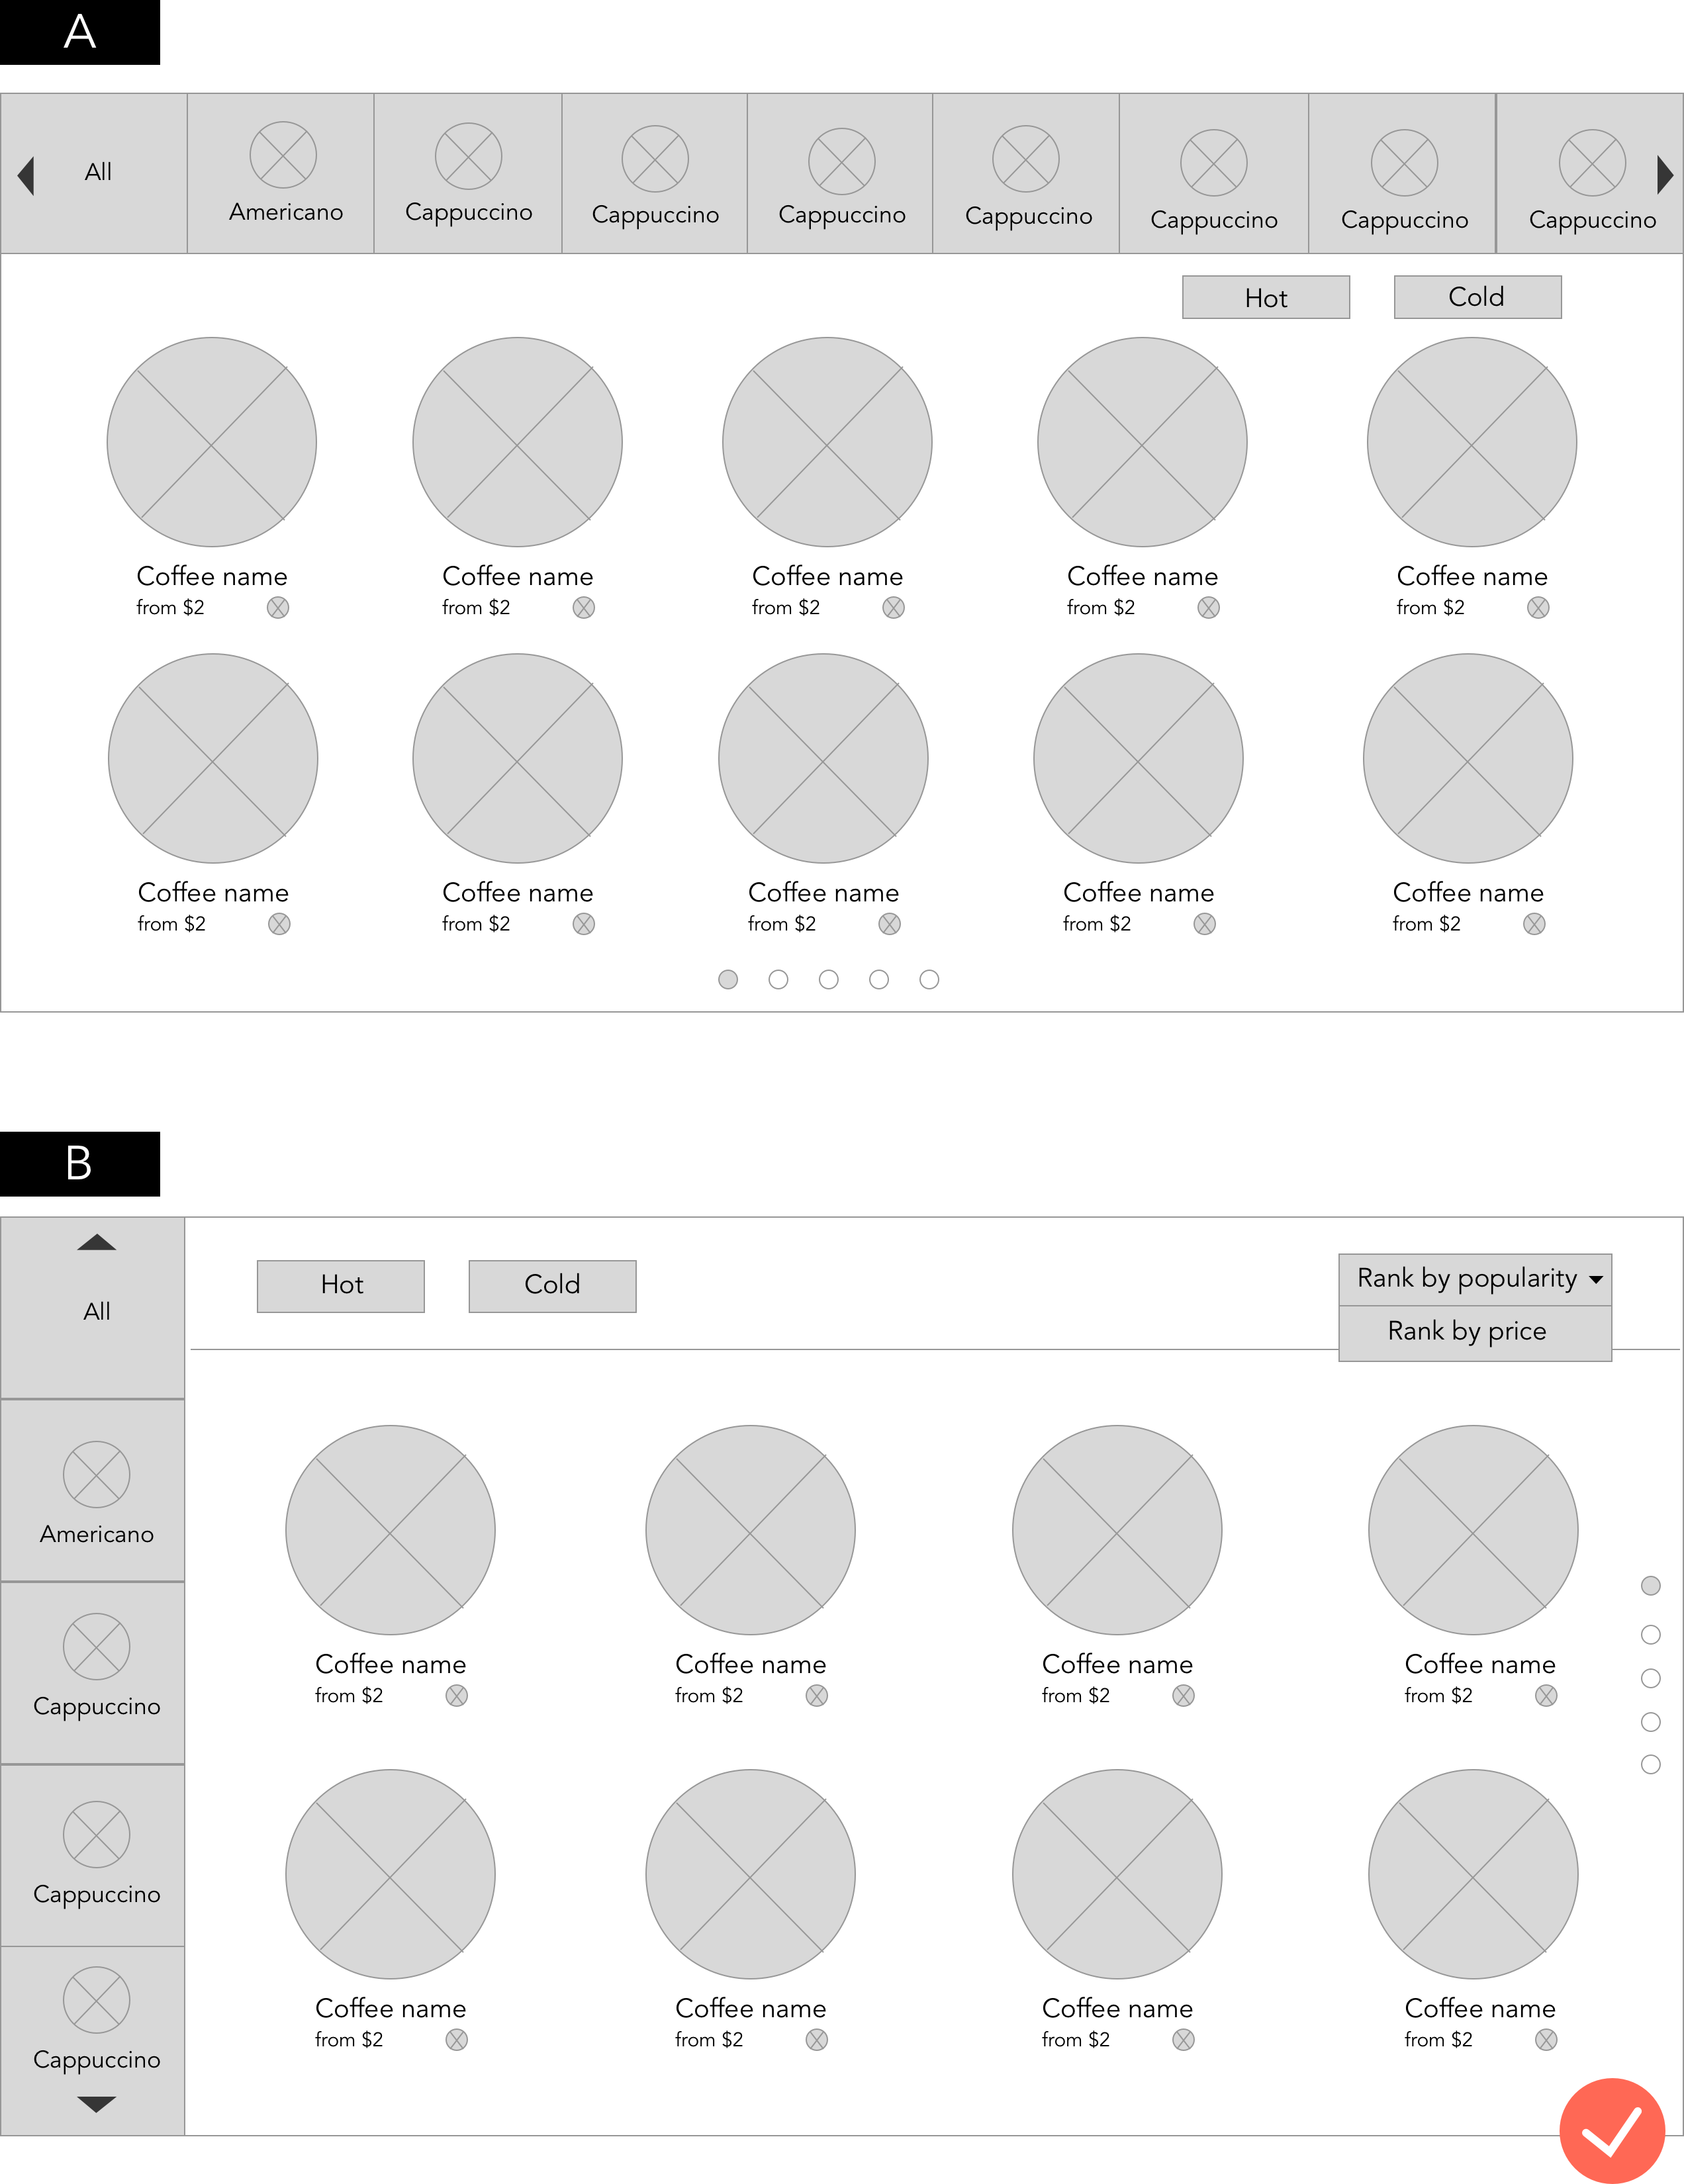 A
All
Americano
Cappuccino
Cappuccino
Cappuccino
Cappuccino
Cappuccino
Cappuccino
Cappuccino
Hot
Cold
Coffee name
from $2
Coffee name
from $2
Coffee name
from $2
Coffee name
from $2
Coffee name
from $2
Coffee name
from $2
Coffee name
from $2
Coffee name
from $2
Coffee name
from $2
Coffee name
from $2
B
All
Americano
Cappuccino
Cappuccino
Cappuccino
Hot
Cold
Rank by popularity
Rank by price
Coffee name
from $2
Coffee name
from $2
Coffee name
from $2
Coffee name
from $2
Coffee name
from $2
Coffee name
from $2
Coffee name
from $2
Coffee name
from $2